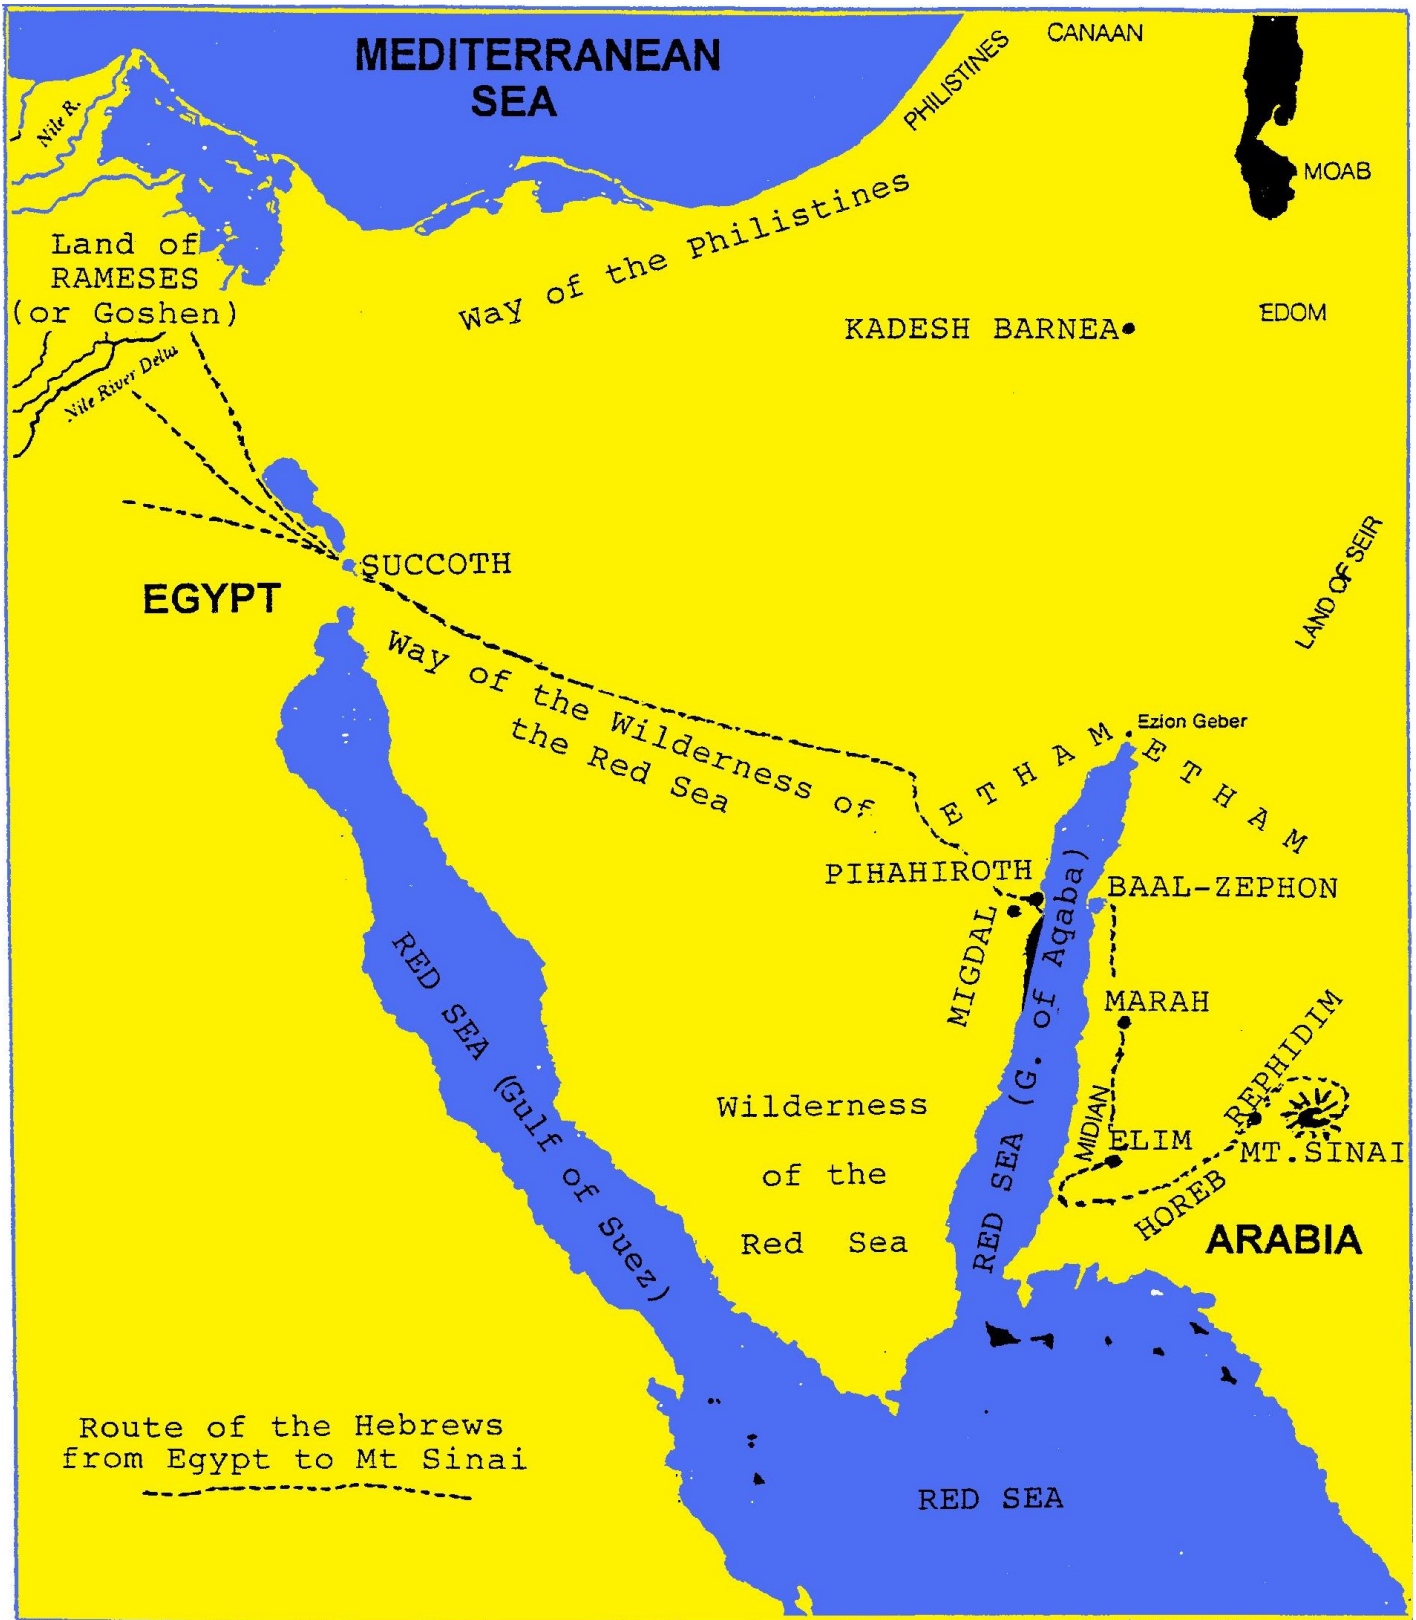 MEDITERRANEAN
SEA
CANAAN
PHILISTINES
Nile R.
MOAB
Way of the Philistines
Land of
RAMESES
(or Goshen)
EDOM
KADESH BARNEA
Nile River Delta
SUCCOTH
EGYPT
LAND OF SEIR
Way of the Wilderness of
the Red Sea
Ezion Geber
ETHAM
ETHAM
PIHAHIROTH
BAAL-ZEPHON
MIGDAL
RED SEA (Gulf of Suez)
RED SEA (G. of Aqaba)
MARAH
REPHIDIM
Wilderness
of the
Red Sea
MIDIAN
ELIM
MT.SINAI
HOREB
ARABIA
Route of the Hebrews
from Egypt to Mt Sinai
RED SEA